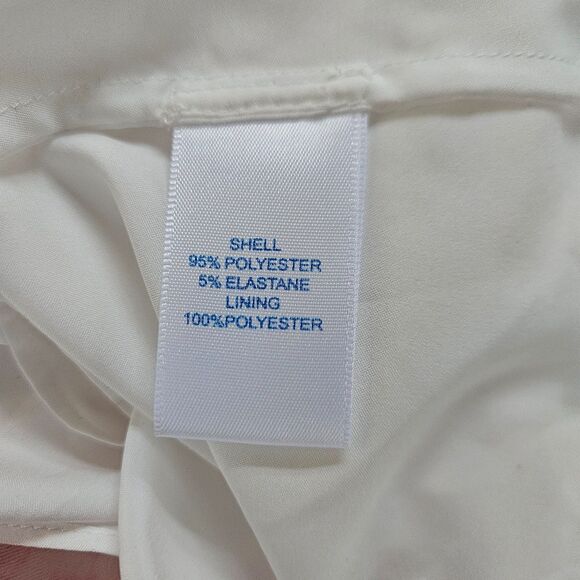 SHELL
95% POLYESTER
5% ELASTANE
LINING
100%POLYESTER